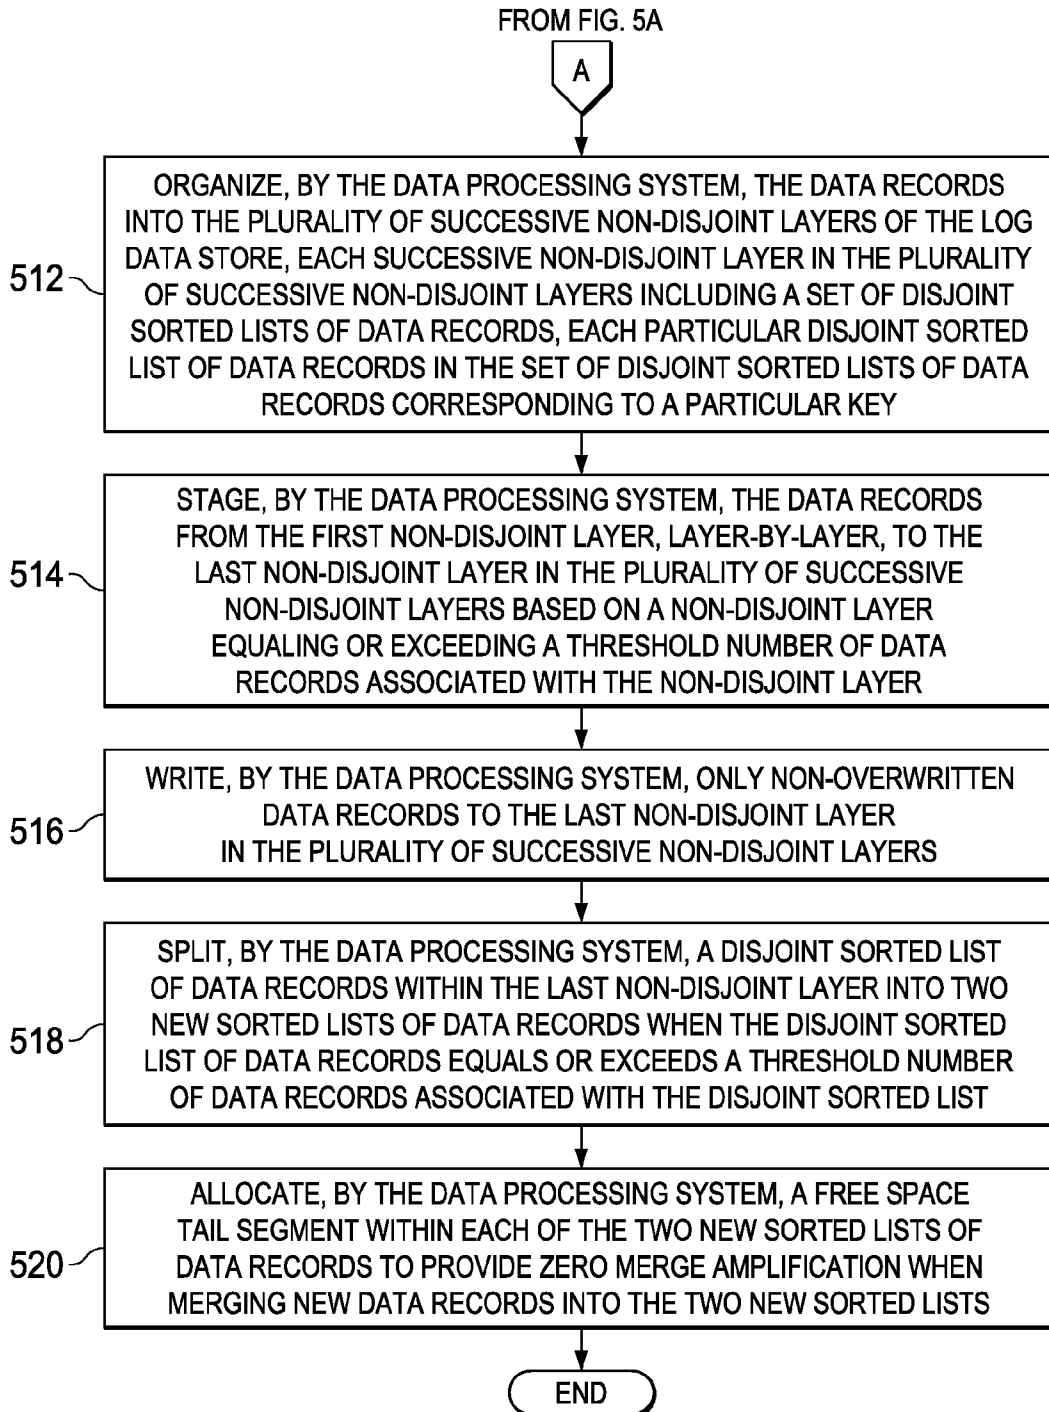 FROM FIG. 5A
A
512
ORGANIZE, BY THE DATA PROCESSING SYSTEM, THE DATA RECORDS
INTO THE PLURALITY OF SUCCESSIVE NON-DISJOINT LAYERS OF THE LOG
DATA STORE, EACH SUCCESSIVE NON-DISJOINT LAYER IN THE PLURALITY
OF SUCCESSIVE NON-DISJOINT LAYERS INCLUDING A SET OF DISJOINT
SORTED LISTS OF DATA RECORDS, EACH PARTICULAR DISJOINT SORTED
LIST OF DATA RECORDS IN THE SET OF DISJOINT SORTED LISTS OF DATA
RECORDS CORRESPONDING TO A PARTICULAR KEY
514
STAGE, BY THE DATA PROCESSING SYSTEM, THE DATA RECORDS
FROM THE FIRST NON-DISJOINT LAYER, LAYER-BY-LAYER, TO THE
LAST NON-DISJOINT LAYER IN THE PLURALITY OF SUCCESSIVE
NON-DISJOINT LAYERS BASED ON A NON-DISJOINT LAYER
EQUALING OR EXCEEDING A THRESHOLD NUMBER OF DATA
RECORDS ASSOCIATED WITH THE NON-DISJOINT LAYER
516
WRITE, BY THE DATA PROCESSING SYSTEM, ONLY NON-OVERWRITTEN
DATA RECORDS TO THE LAST NON-DISJOINT LAYER
IN THE PLURALITY OF SUCCESSIVE NON-DISJOINT LAYERS
518
SPLIT, BY THE DATA PROCESSING SYSTEM, A DISJOINT SORTED LIST
OF DATA RECORDS WITHIN THE LAST NON-DISJOINT LAYER INTO TWO
NEW SORTED LISTS OF DATA RECORDS WHEN THE DISJOINT SORTED
LIST OF DATA RECORDS EQUALS OR EXCEEDS A THRESHOLD NUMBER
OF DATA RECORDS ASSOCIATED WITH THE DISJOINT SORTED LIST
520
ALLOCATE, BY THE DATA PROCESSING SYSTEM, A FREE SPACE
TAIL SEGMENT WITHIN EACH OF THE TWO NEW SORTED LISTS OF
DATA RECORDS TO PROVIDE ZERO MERGE AMPLIFICATION WHEN
MERGING NEW DATA RECORDS INTO THE TWO NEW SORTED LISTS
END